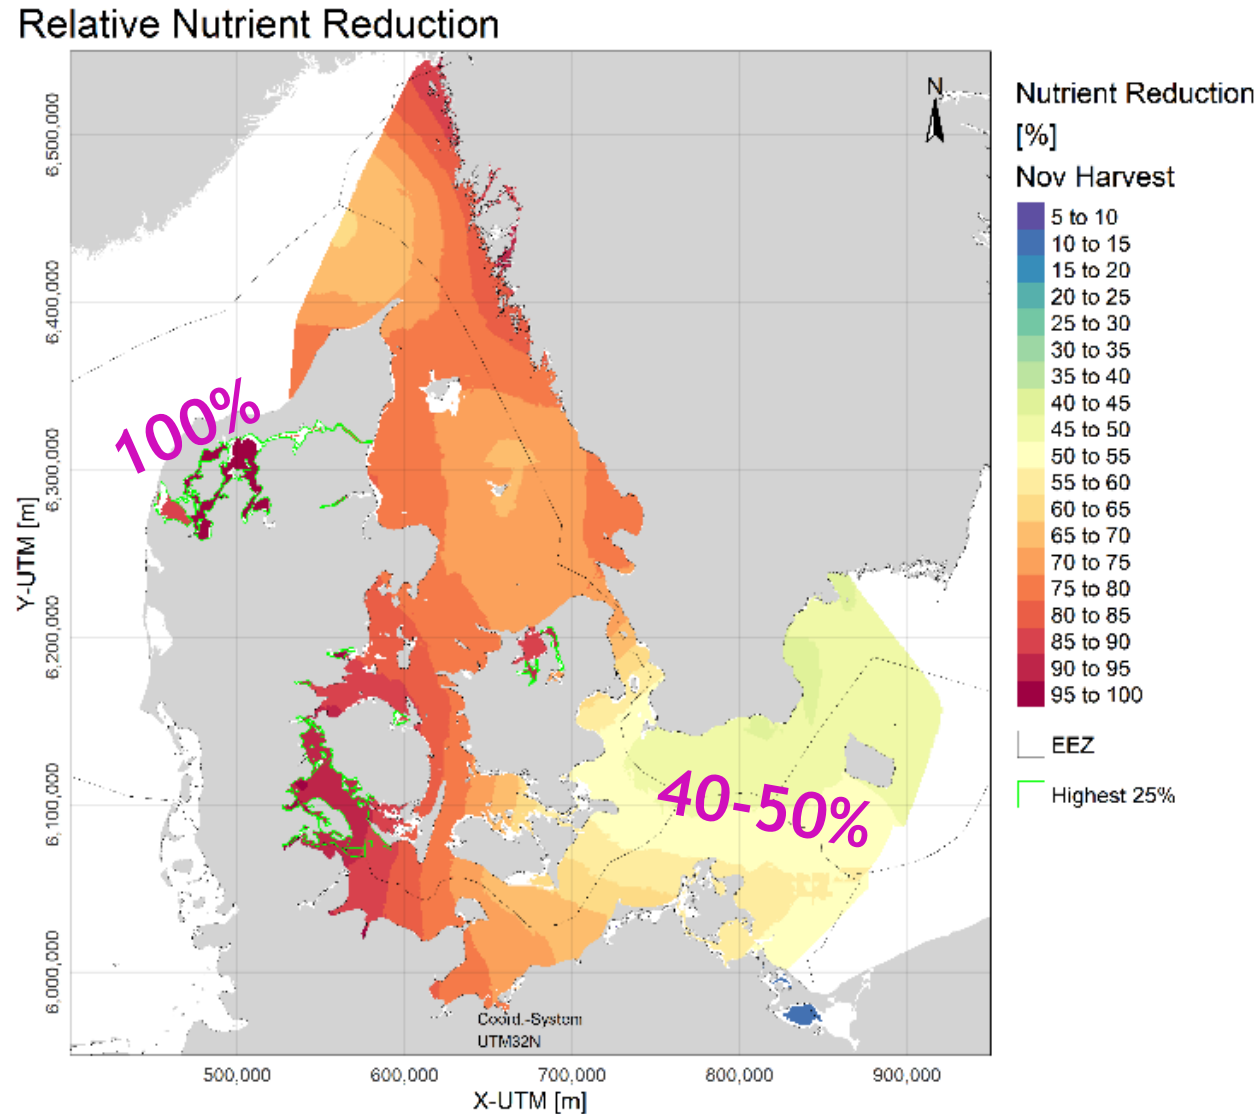 Relative Nutrient Reduction
N
Nutrient Reduction
[%]
Nov Harvest
5 to 10
10 to 15
15 to 20
20 to 25
25 to 30
30 to 35
35 to 40
40 to 45
45 to 50
50 to 55
55 to 60
60 to 65
65 to 70
70 to 75
75 to 80
80 to 85
85 to 90
90 to 95
95 to 100
EEZ
Highest 25%
6,500,000
6,400,000
6,300,000
6,200,000
6,100,000
6,000,000
Y-UTM [m]
100%
40-50%
Coord.-System
UTM32N
500,000
600,000
700,000
800,000
900,000
X-UTM [m]